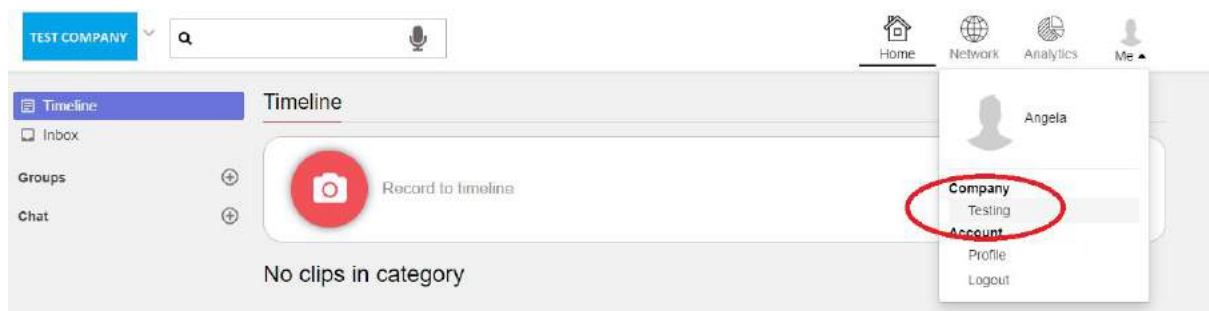 TEST COMPANY
Home
Network
Analytics
Me
Timeline
Inbox
Groups
Chat
Timeline
Record to timeline
No clips in category
Angela
Company
Testing
Account
Profile
Logout